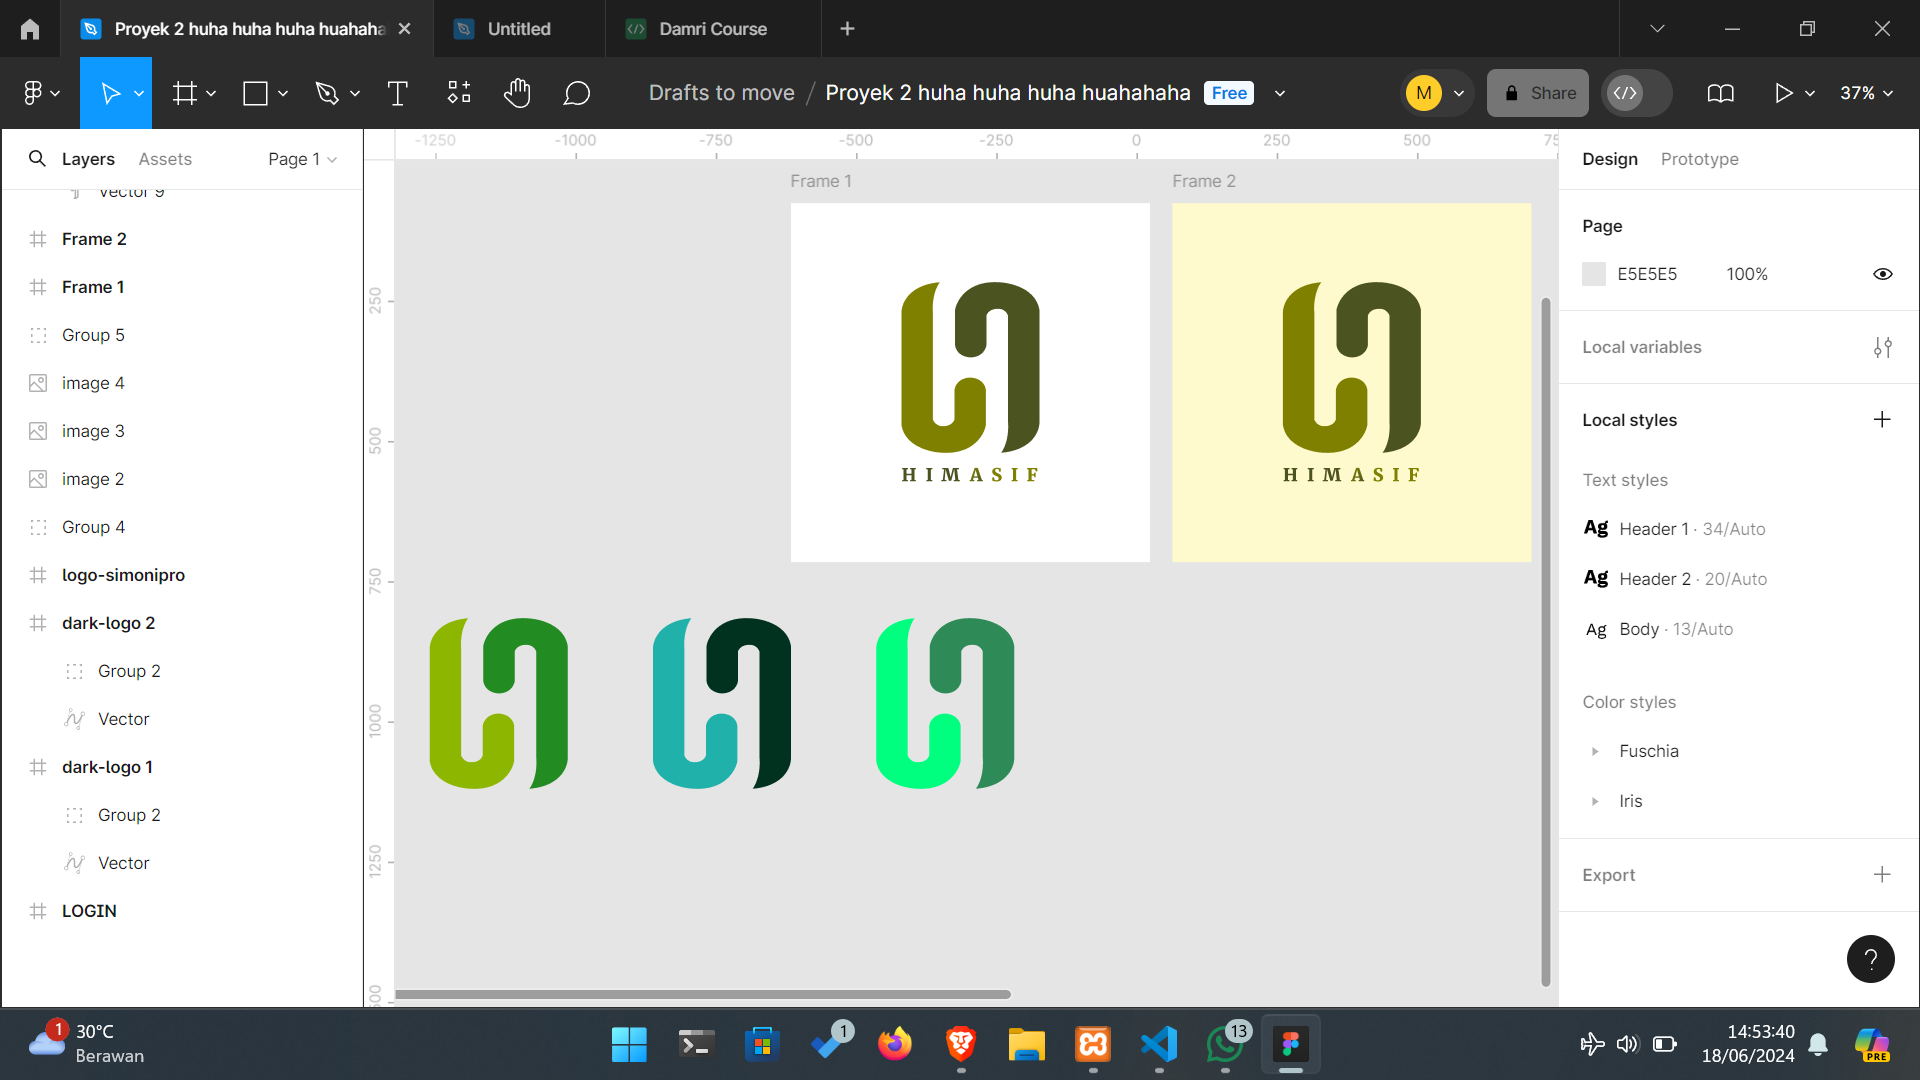 Proyek 2 huha huha huha huahaha
Untitled
Damri Course
Drafts to move / Proyek 2 huha huha huha huahahaha
Free
M
Share
37%
Layers
Assets
Page 1
Vector 9
Frame 2
Frame 1
Group 5
image 4
image 3
image 2
Group 4
logo-simonipro
dark-logo 2
Group 2
Vector
dark-logo 1
Group 2
Vector
LOGIN
-1250 -1000 -750 -500 -250 0 250 500 75
250
500
750
1000
1250
500
Frame 1
HIMASIF
Frame 2
HIMASIF
Design
Prototype
Page
E5E5E5 100%
Local variables
Local styles
Text styles
Ag Header 1 · 34/Auto
Ag Header 2 · 20/Auto
Ag Body · 13/Auto
Color styles
Fuschia
Iris
Export
?
1
30°C
Berawan
1
13
14:53:40
18/06/2024
PRE